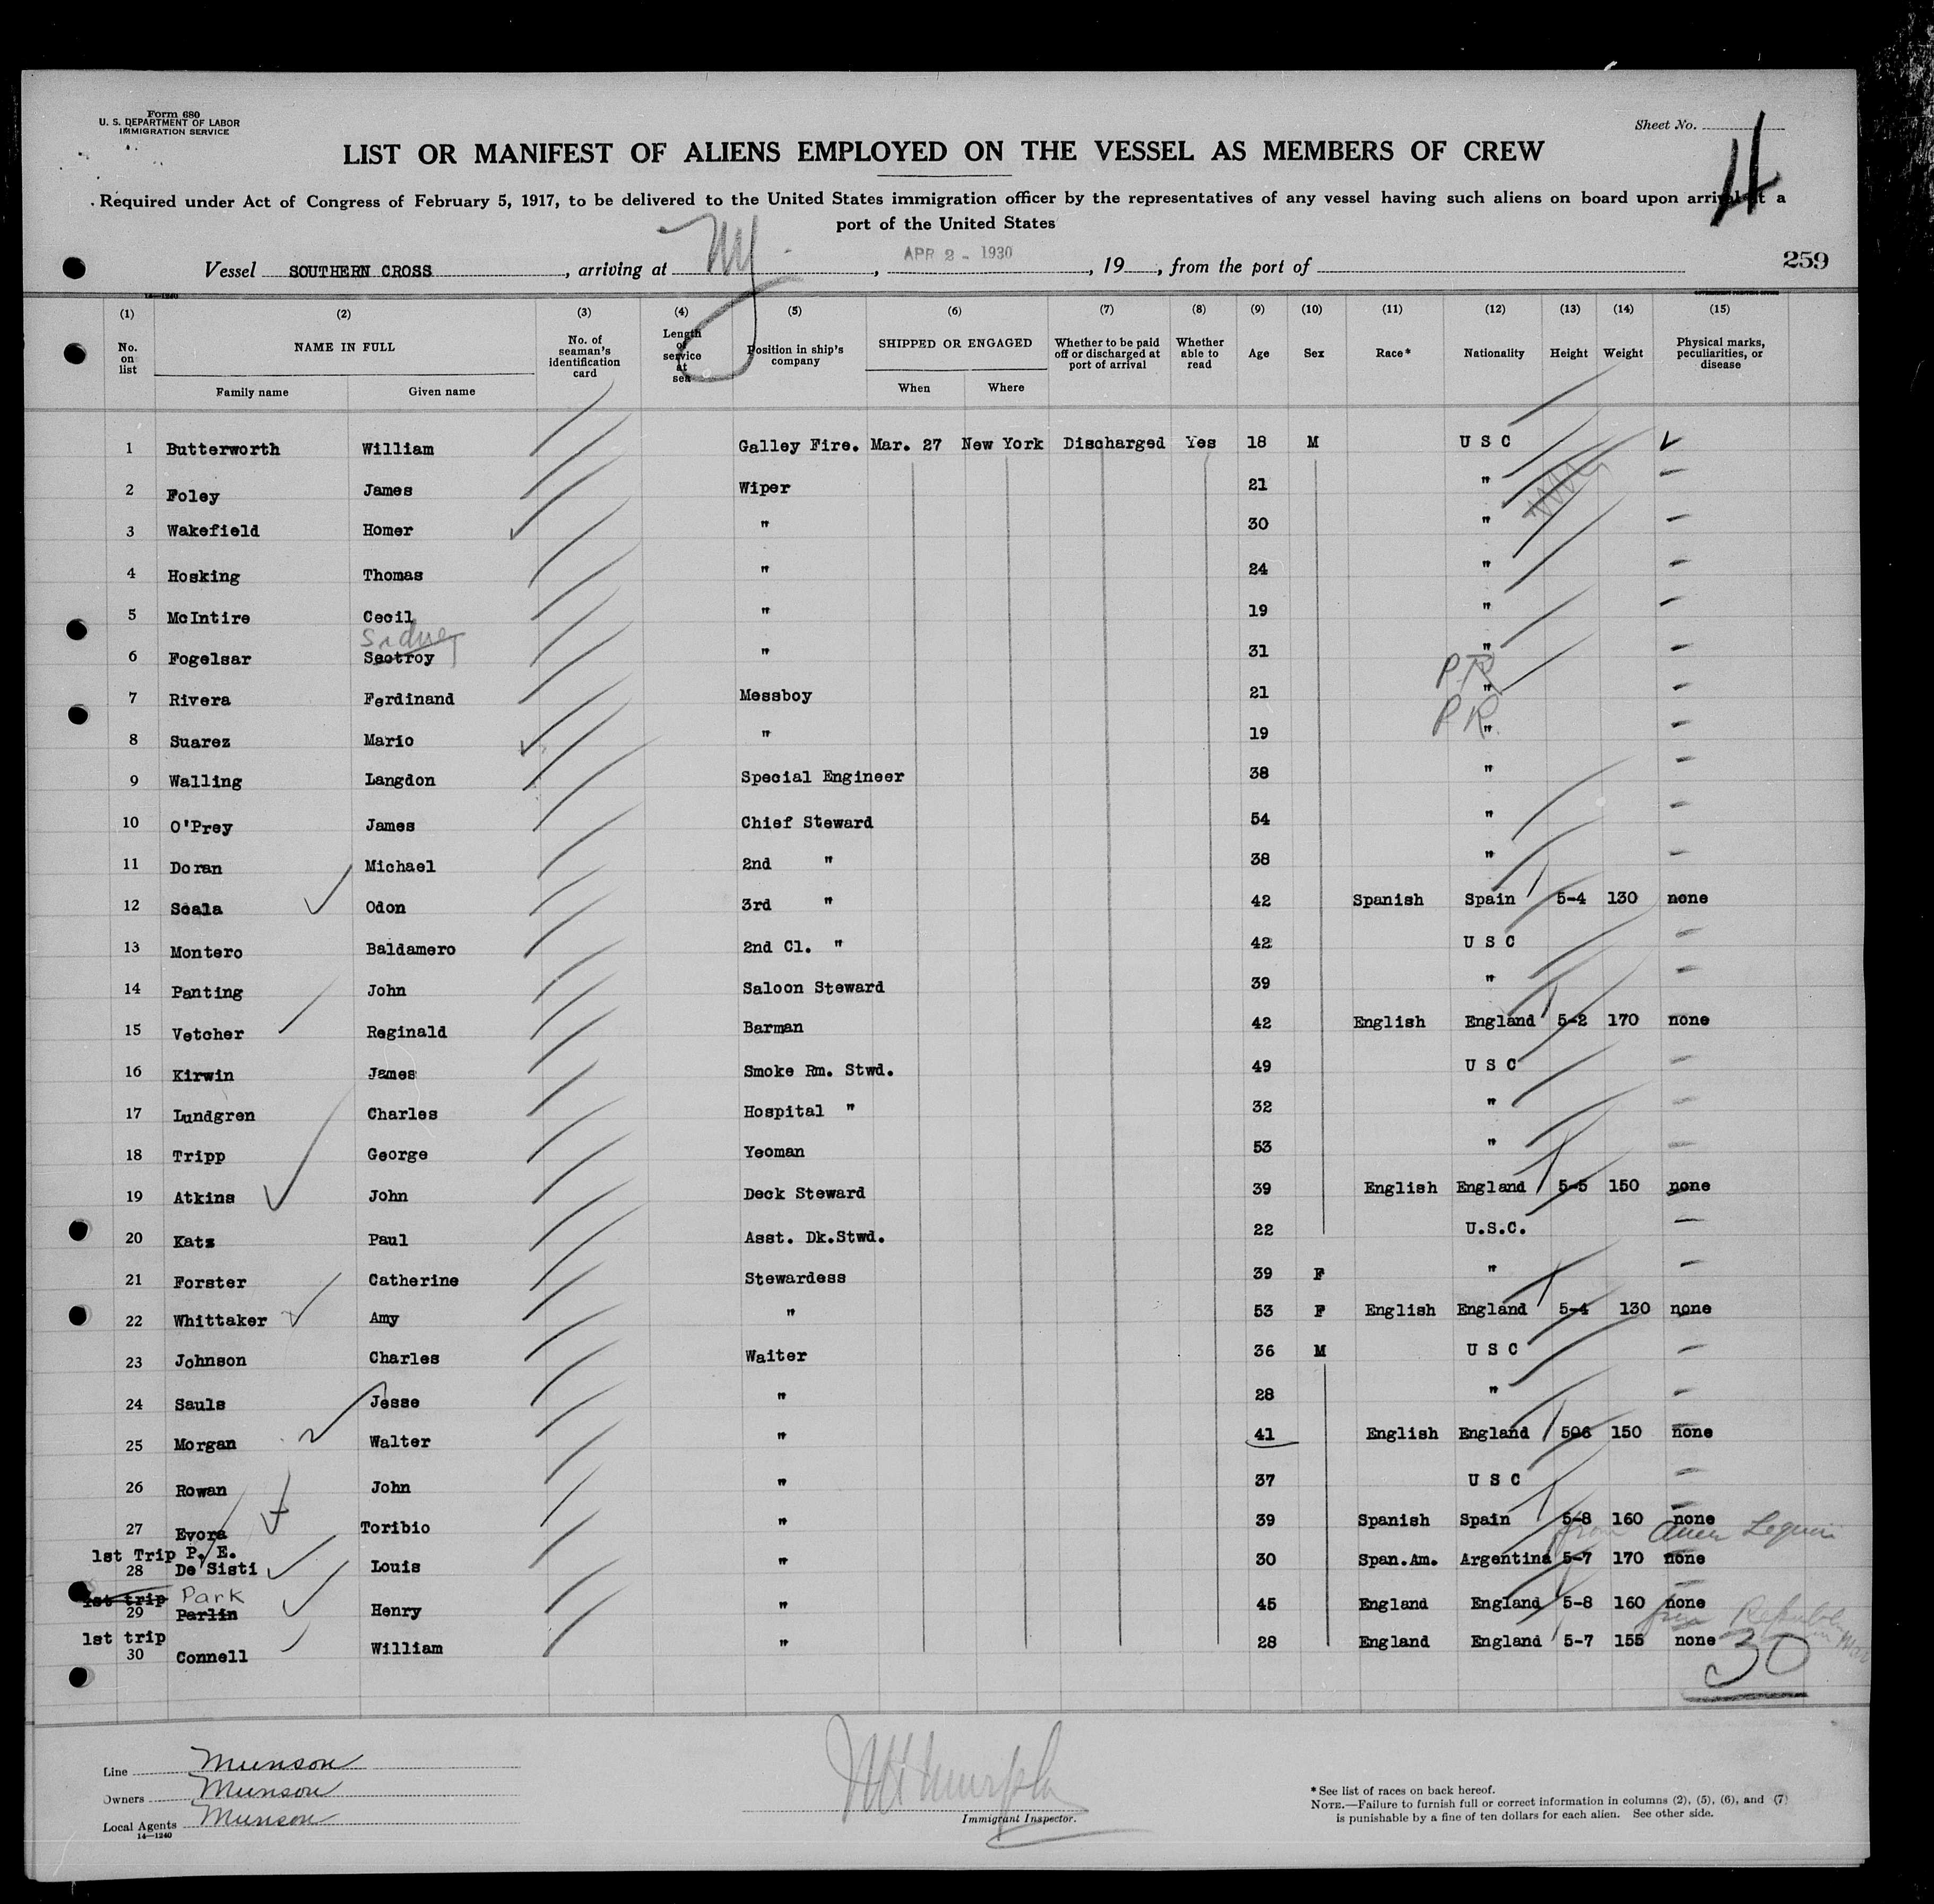 Form 680
U. S. DEPARTMENT OF LABOR
IMMIGRATION SERVICE
Sheet No. 4
LIST OR MANIFEST OF ALIENS EMPLOYED ON THE VESSEL AS MEMBERS OF CREW
Required under Act of Congress of February 5, 1917, to be delivered to the United States immigration officer by the representatives of any vessel having such aliens on board upon arrival at a
port of the United States
Vessel SOUTHERN CROSS, arriving at NY, APR 2 - 1930, 19, from the port of
259
14-1240
(1) (2) (3) (4) (5) (6) (7) (8) (9) (10) (11) (12) (13) (14) (15)
No. on list NAME IN FULL No. of seaman's identification card Length of service at sea Position in ship's company SHIPPED OR ENGAGED Whether to be paid off or discharged at port of arrival Whether able to read Age Sex Race* Nationality Height Weight Physical marks, peculiarities, or disease
Family name Given name When Where
1 Butterworth William Galley Fire. Mar. 27 New York Discharged Yes 18 M U S C
2 Foley James Wiper 21 "
3 Wakefield Homer " 30 "
4 Hosking Thomas " 24 "
5 McIntire Cecil " 19 "
Sidney
6 Fogelsar Scotroy " 31 "
PR
7 Rivera Ferdinand Messboy 21 "
PR
8 Suarez Mario " 19 "
9 Walling Langdon Special Engineer 38 "
10 O'Prey James Chief Steward 54 "
11 Doran Michael 2nd " 38 "
12 Scala Odon 3rd " 42 Spanish Spain 5-4 130 none
13 Montero Baldamero 2nd Cl. " 42 U S C
14 Panting John Saloon Steward 39 "
15 Vetcher Reginald Barman 42 English England 5-2 170 none
16 Kirwin James Smoke Rm. Stwd. 49 U S C
17 Lundgren Charles Hospital " 32 "
18 Tripp George Yeoman 53 "
19 Atkins John Deck Steward 39 English England 5-5 150 none
20 Katz Paul Asst. Dk.Stwd. 22 U.S.C.
21 Forster Catherine Stewardess 39 F "
22 Whittaker Amy " 53 F English England 5-4 130 none
23 Johnson Charles Waiter 36 M U S C
24 Sauls Jesse " 28 "
25 Morgan Walter " 41 English England 506 150 none
26 Rowan John " 37 U S C
27 Evora Toribio " 39 Spanish Spain 5-8 160 none
from Amer Legion
1st Trip P. E.
28 De Sisti Louis " 30 Span.Am. Argentina 5-7 170 none
1st trip Park
29 Parlin Henry " 45 England England 5-8 160 none
1st trip
30 Connell William " 28 England England 5-7 155 none
30
Line Munson
Owners Munson
Local Agents Munson
14-1240
Immigrant Inspector.
* See list of races on back hereof.
NOTE.—Failure to furnish full or correct information in columns (2), (5), (6), and (7)
is punishable by a fine of ten dollars for each alien. See other side.